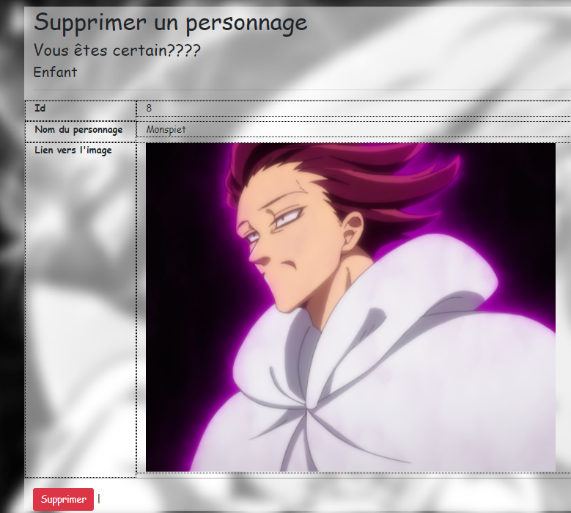 Supprimer un personnage
Vous êtes certain????
Enfant
Id 8
Nom du personnage Monspiet
Lien vers l'image
Supprimer |